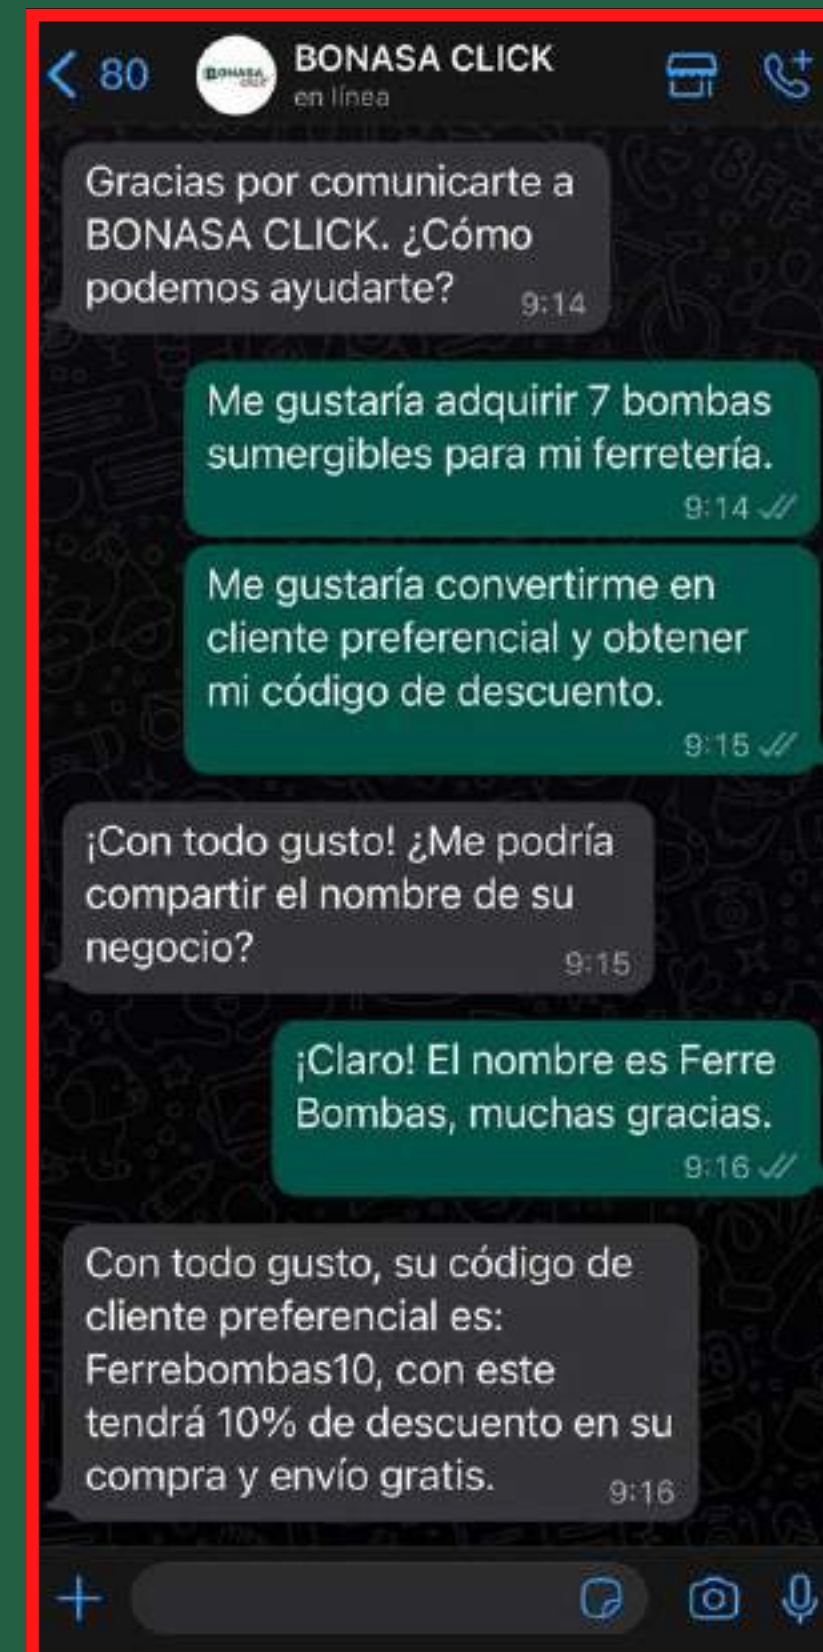 80
BONASA CLICK
en línea
BONASA
Gracias por comunicarte a
BONASA CLICK. ¿Cómo
podemos ayudarte?
9:14
Me gustaría adquirir 7 bombas
sumergibles para mi ferretería.
9:14
Me gustaría convertirme en
cliente preferencial y obtener
mi código de descuento.
9:15
¡Con todo gusto! ¿Me podría
compartir el nombre de su
negocio?
9:15
¡Claro! El nombre es Ferre
Bombas, muchas gracias.
9:16
Con todo gusto, su código de
cliente preferencial es:
Ferrebombas10, con este
tendrá 10% de descuento en su
compra y envío gratis.
9:16